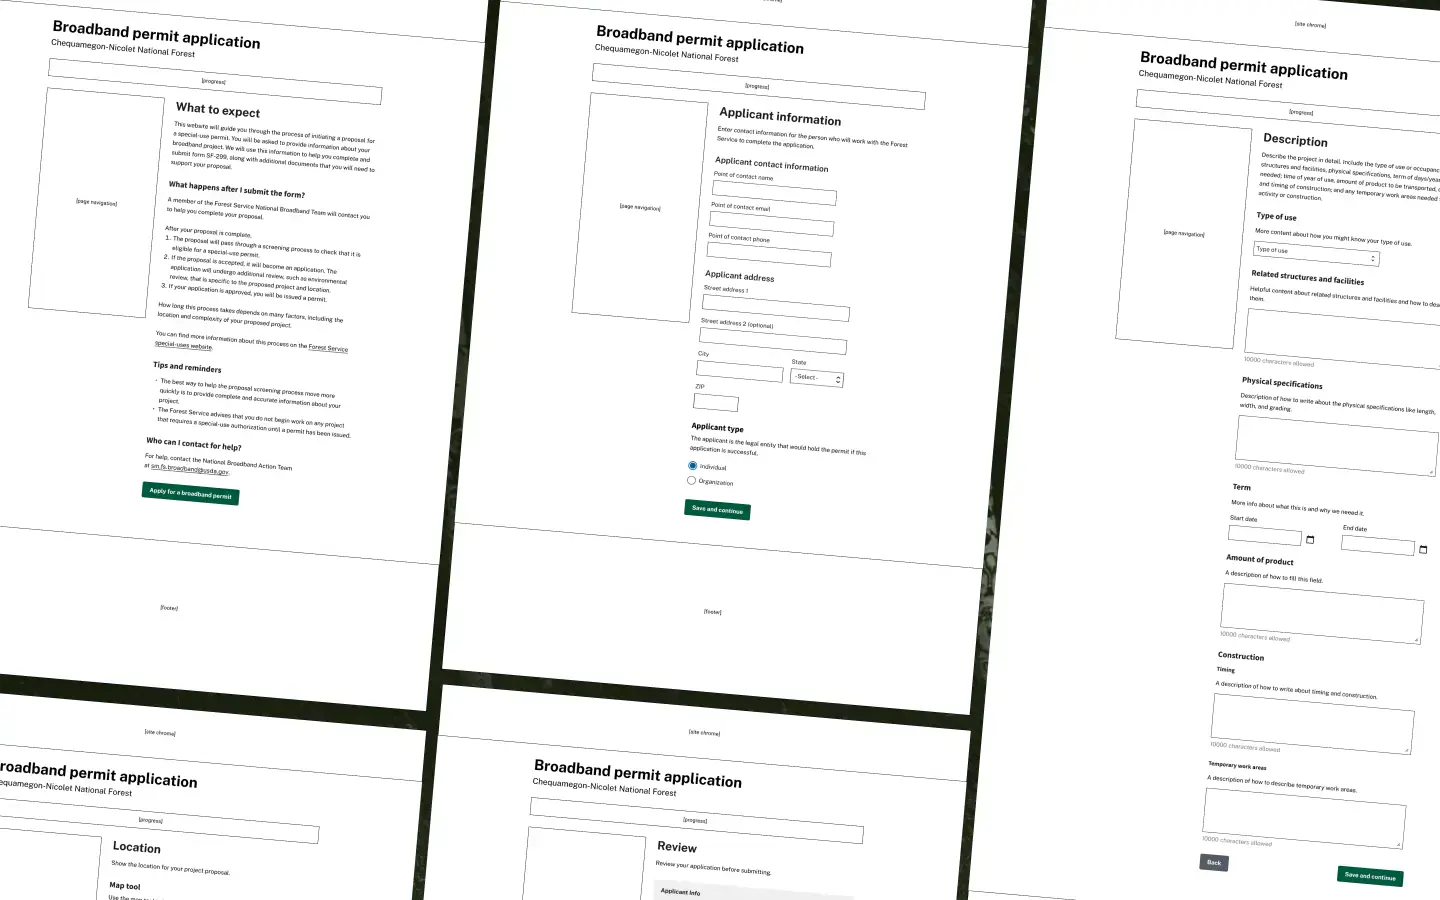 Broadband permit application
Chequamegon-Nicolet National Forest
[progress]
[page navigation]
What to expect
This website will guide you through the process of initiating a proposal for
a special-use permit. You will be asked to provide information about your
broadband project. We will use this information to help you complete and
submit form SF-299, along with additional documents that you will need to
support your proposal.
What happens after I submit the form?
A member of the Forest Service National Broadband Team will contact you
to help you complete your proposal.
After your proposal is complete,
1. The proposal will pass through a screening process to check that it is
eligible for a special-use permit.
2. If the proposal is accepted, it will become an application. The
application will undergo additional review, such as environmental
review, that is specific to the proposed project and location.
3. If your application is approved, you will be issued a permit.
How long this process takes depends on many factors, including the
location and complexity of your proposed project.
You can find more information about this process on the Forest Service
special-uses website.
Tips and reminders
• The best way to help the proposal screening process move more
quickly is to provide complete and accurate information about your
project.
• The Forest Service advises that you do not begin work on any project
that requires a special-use authorization until a permit has been issued.
Who can I contact for help?
For help, contact the National Broadband Action Team
at sm.fs.broadband@usda.gov.
Apply for a broadband permit
[footer]
Broadband permit application
Chequamegon-Nicolet National Forest
[progress]
[page navigation]
Applicant information
Enter contact information for the person who will work with the Forest
Service to complete the application.
Applicant contact information
Point of contact name
Point of contact email
Point of contact phone
Applicant address
Street address 1
Street address 2 (optional)
City
State
- Select -
ZIP
Applicant type
The applicant is the legal entity that would hold the permit if this
application is successful.
Individual
Organization
Save and continue
[footer]
[site chrome]
Broadband permit application
Chequamegon-Nicolet National Forest
[progress]
[page navigation]
Description
Describe the project in detail. Include the type of use or
structures and facilities, physical specifications, term of
needed; time of year of use, amount of product to be transported,
and timing of construction; and any temporary work areas needed
activity or construction.
Type of use
More content about how you might know your type of use.
Type of use
Related structures and facilities
Helpful content about related structures and facilities and how to
them.
10000 characters allowed
Physical specifications
Description of how to write about the physical specifications like length,
width, and grading.
10000 characters allowed
Term
More info about what this is and why we neeed it.
Start date
End date
Amount of product
A description of how to fill this field.
10000 characters allowed
Construction
Timing
A description of how to write about timing and construction.
10000 characters allowed
Temporary work areas
A description of how to describe temporary work areas.
10000 characters allowed
Back
Save and continue
[site chrome]
roadband permit application
equamegon-Nicolet National Forest
[progress]
Location
Show the location for your project proposal.
Map tool
[site chrome]
Broadband permit application
Chequamegon-Nicolet National Forest
[progress]
Review
Review your application before submitting.
Applicant info